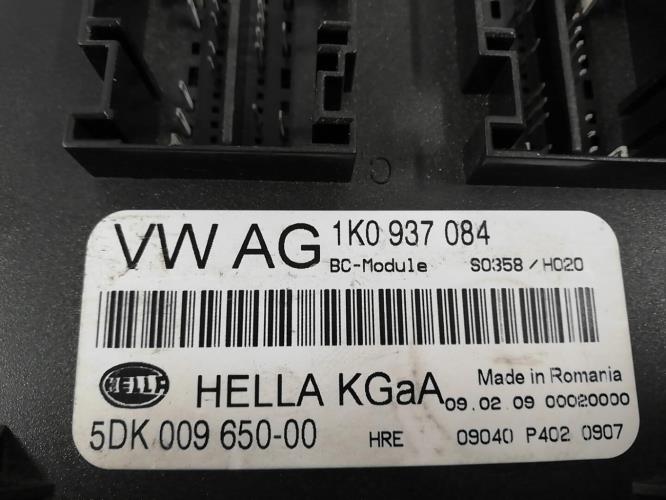 C
VW AG 1K0 937 084
BC-Module S0358 / H020
HELLA
HELLA KGaA Made in Romania
09.02.09 00020000
5DK 009 650-00 HRE 09040 P402 0907